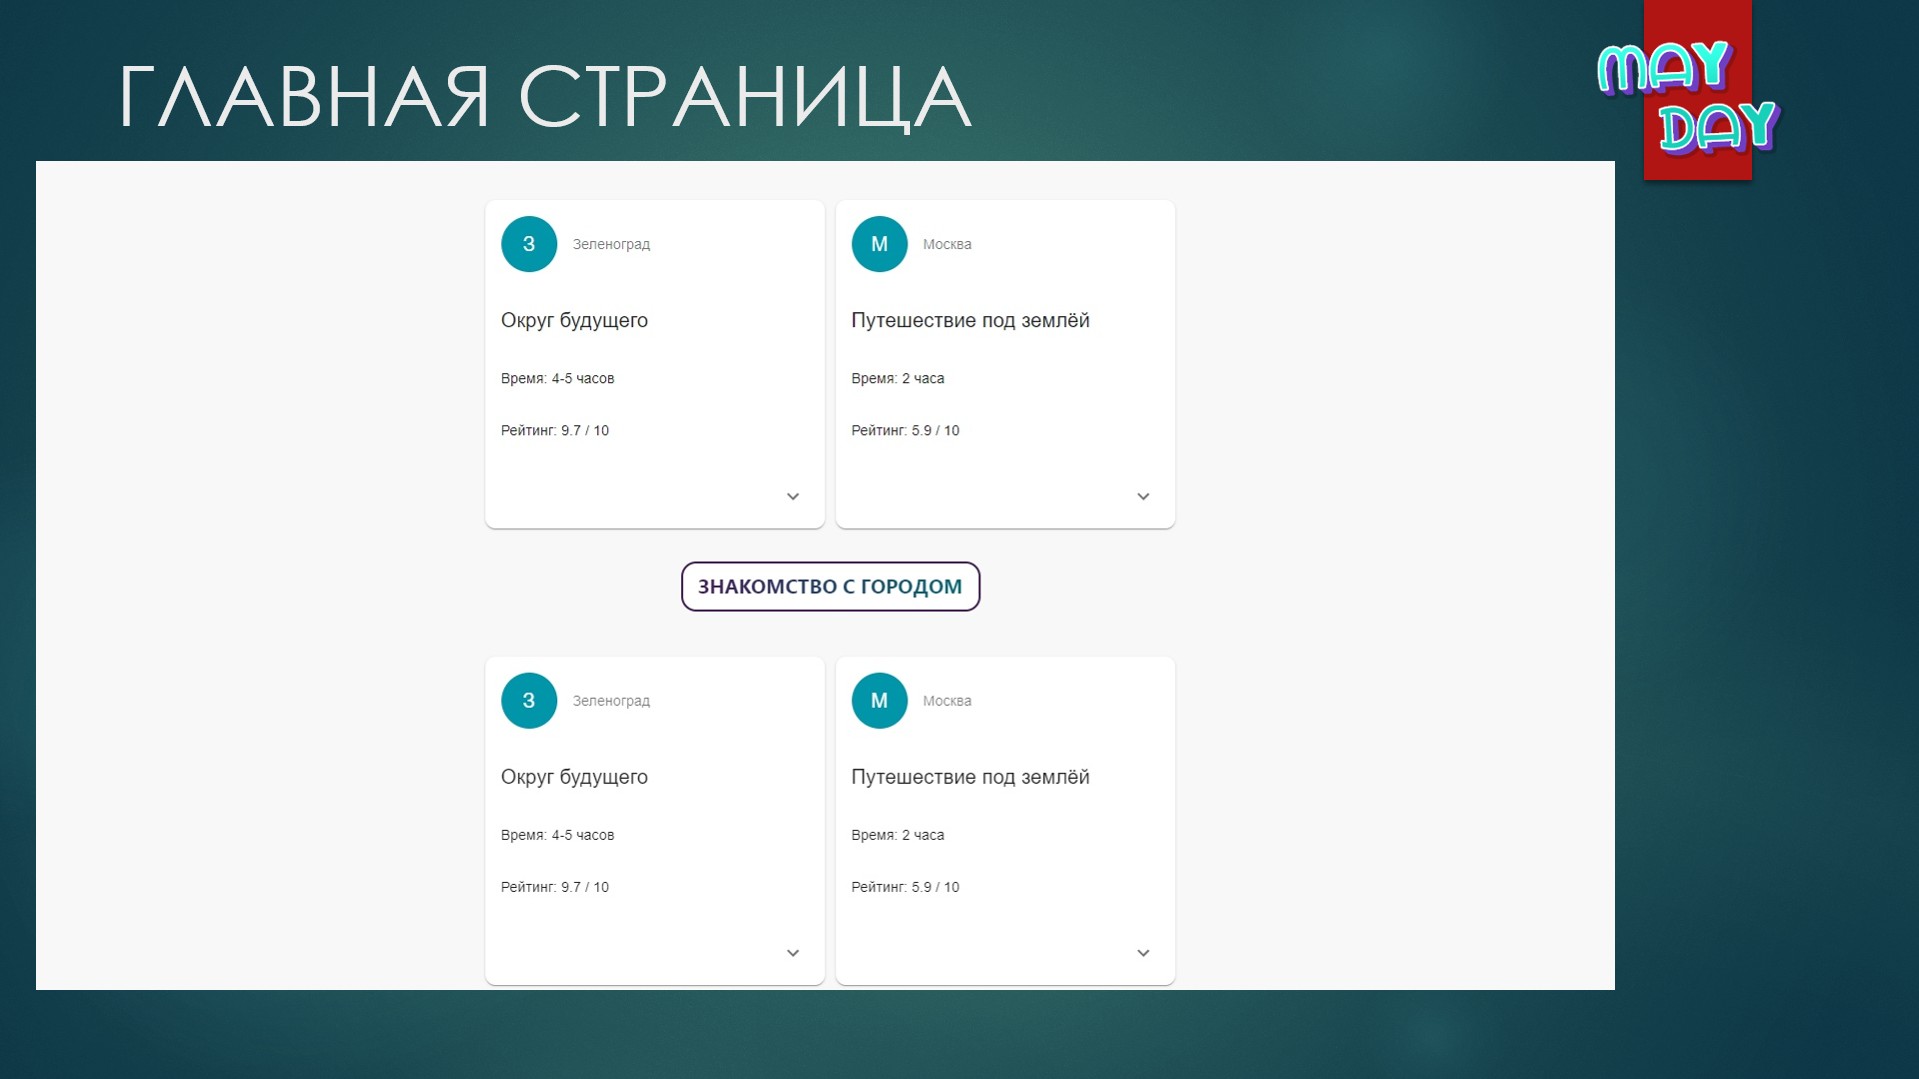 ГЛАВНАЯ СТРАНИЦА
MAY
DAY
З
Зеленоград
Округ будущего
Время: 4-5 часов
Рейтинг: 9.7 / 10
М
Москва
Путешествие под землёй
Время: 2 часа
Рейтинг: 5.9 / 10
ЗНАКОМСТВО С ГОРОДОМ
З
Зеленоград
Округ будущего
Время: 4-5 часов
Рейтинг: 9.7 / 10
М
Москва
Путешествие под землёй
Время: 2 часа
Рейтинг: 5.9 / 10